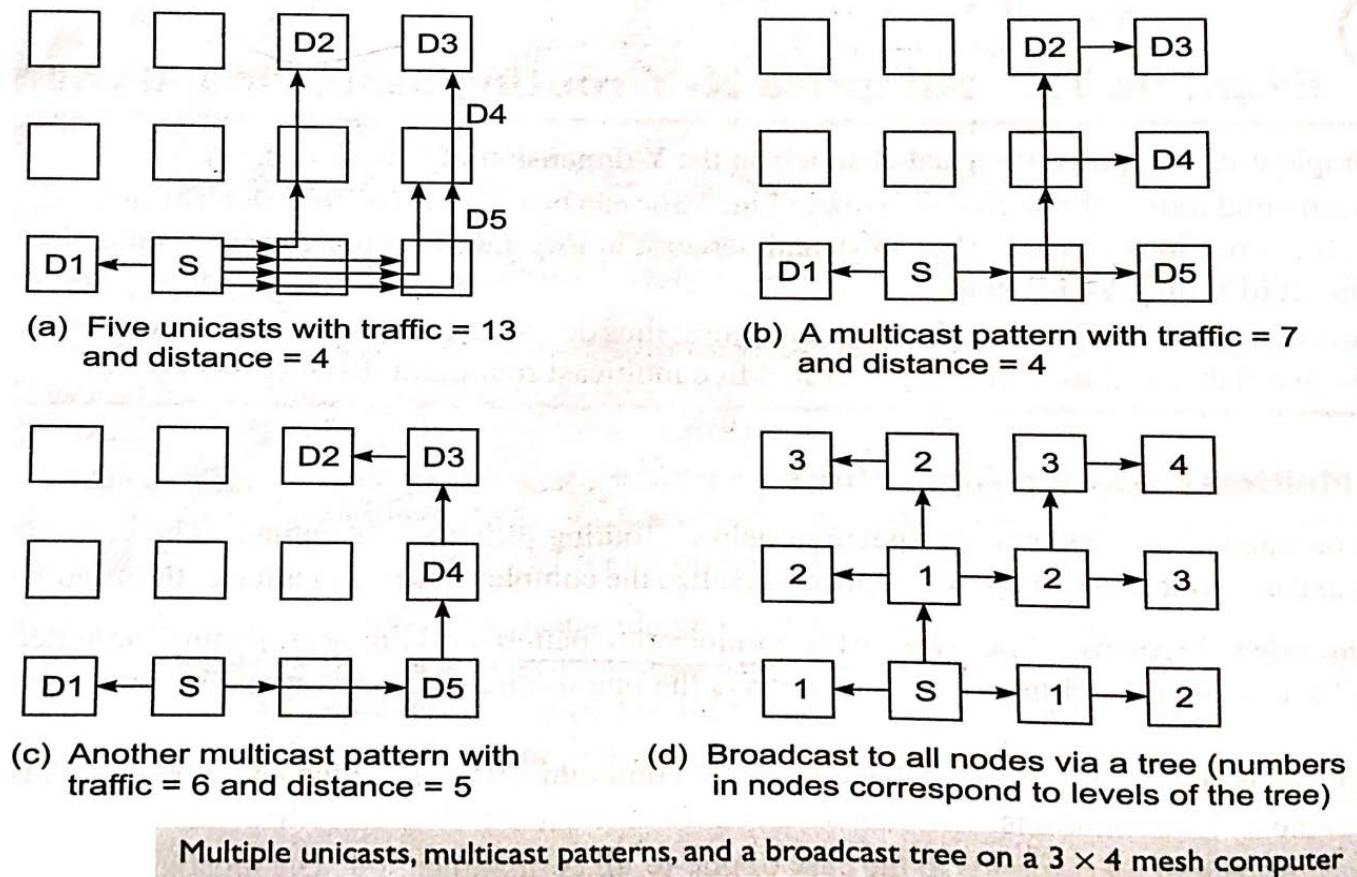 D2 D3
D4
D5
D1 S
(a) Five unicasts with traffic = 13
and distance = 4
D2 D3
D4
D1 S D5
(b) A multicast pattern with traffic = 7
and distance = 4
D2 D3
D4
D1 S D5
(c) Another multicast pattern with
traffic = 6 and distance = 5
3 2 3 4
2 1 2 3
1 S 1 2
(d) Broadcast to all nodes via a tree (numbers
in nodes correspond to levels of the tree)
Multiple unicasts, multicast patterns, and a broadcast tree on a 3 × 4 mesh computer